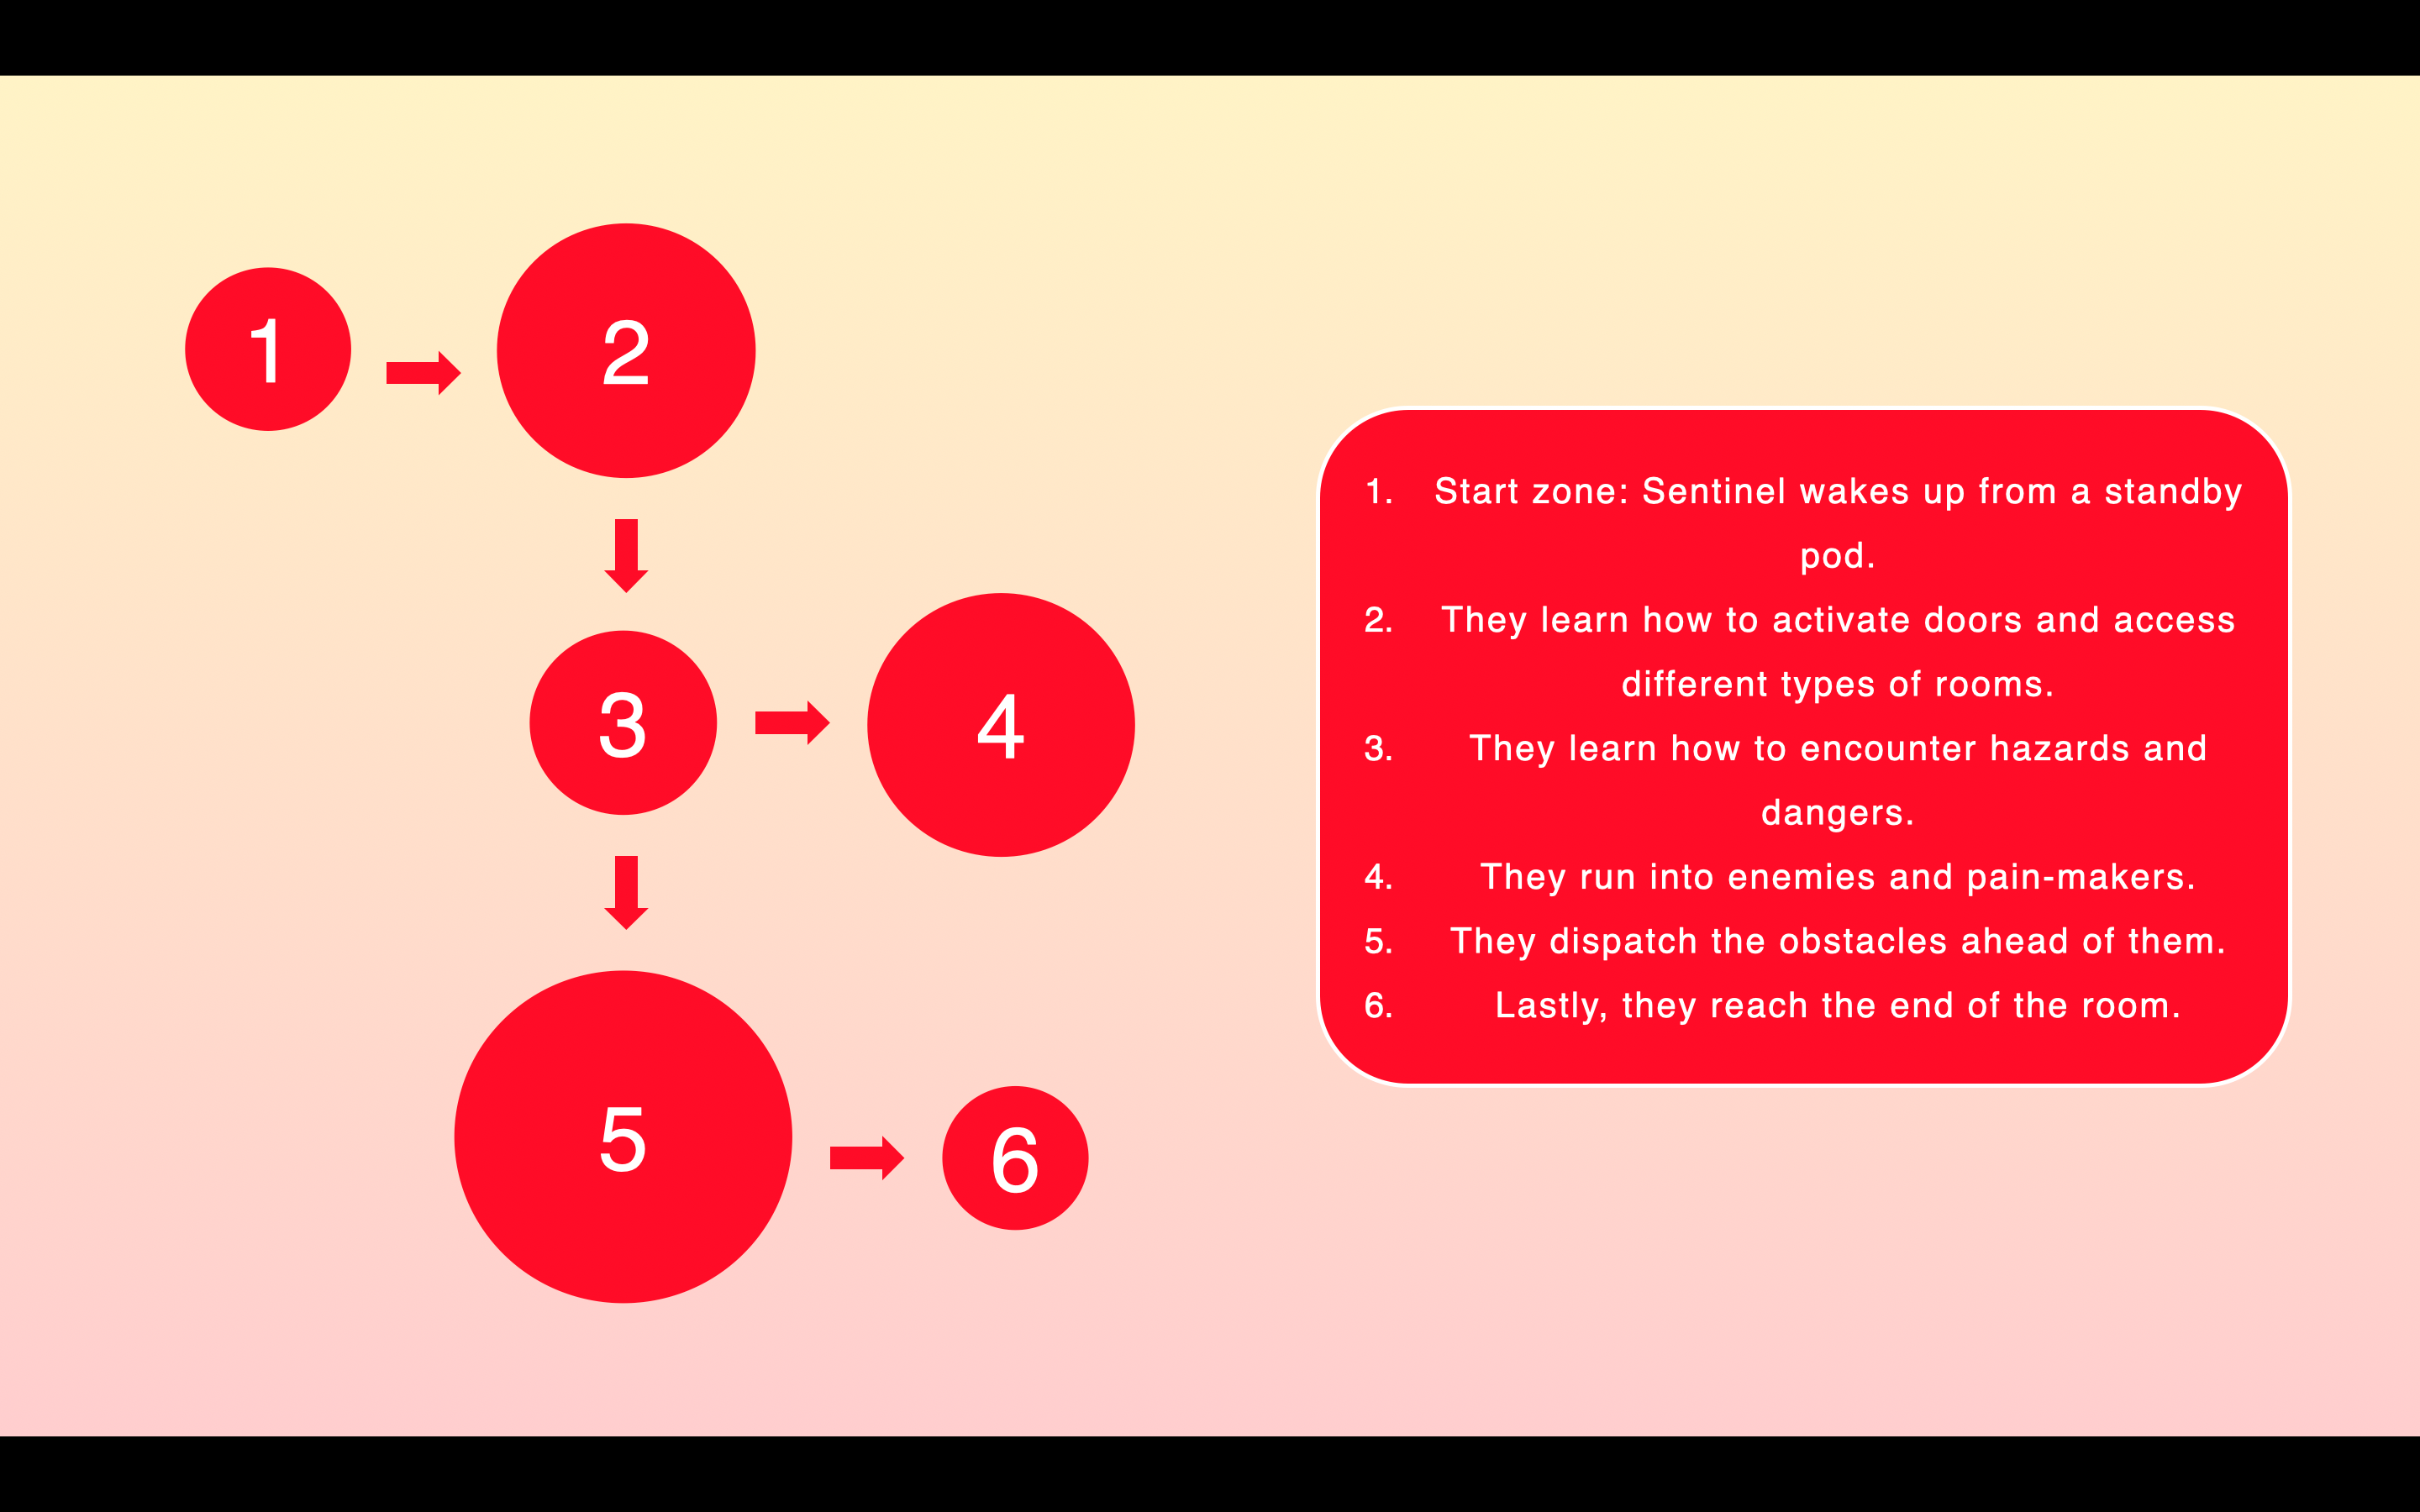 1
2
3
4
5
6
1. Start zone: Sentinel wakes up from a standby
pod.
2. They learn how to activate doors and access
different types of rooms.
3. They learn how to encounter hazards and
dangers.
4. They run into enemies and pain-makers.
5. They dispatch the obstacles ahead of them.
6. Lastly, they reach the end of the room.